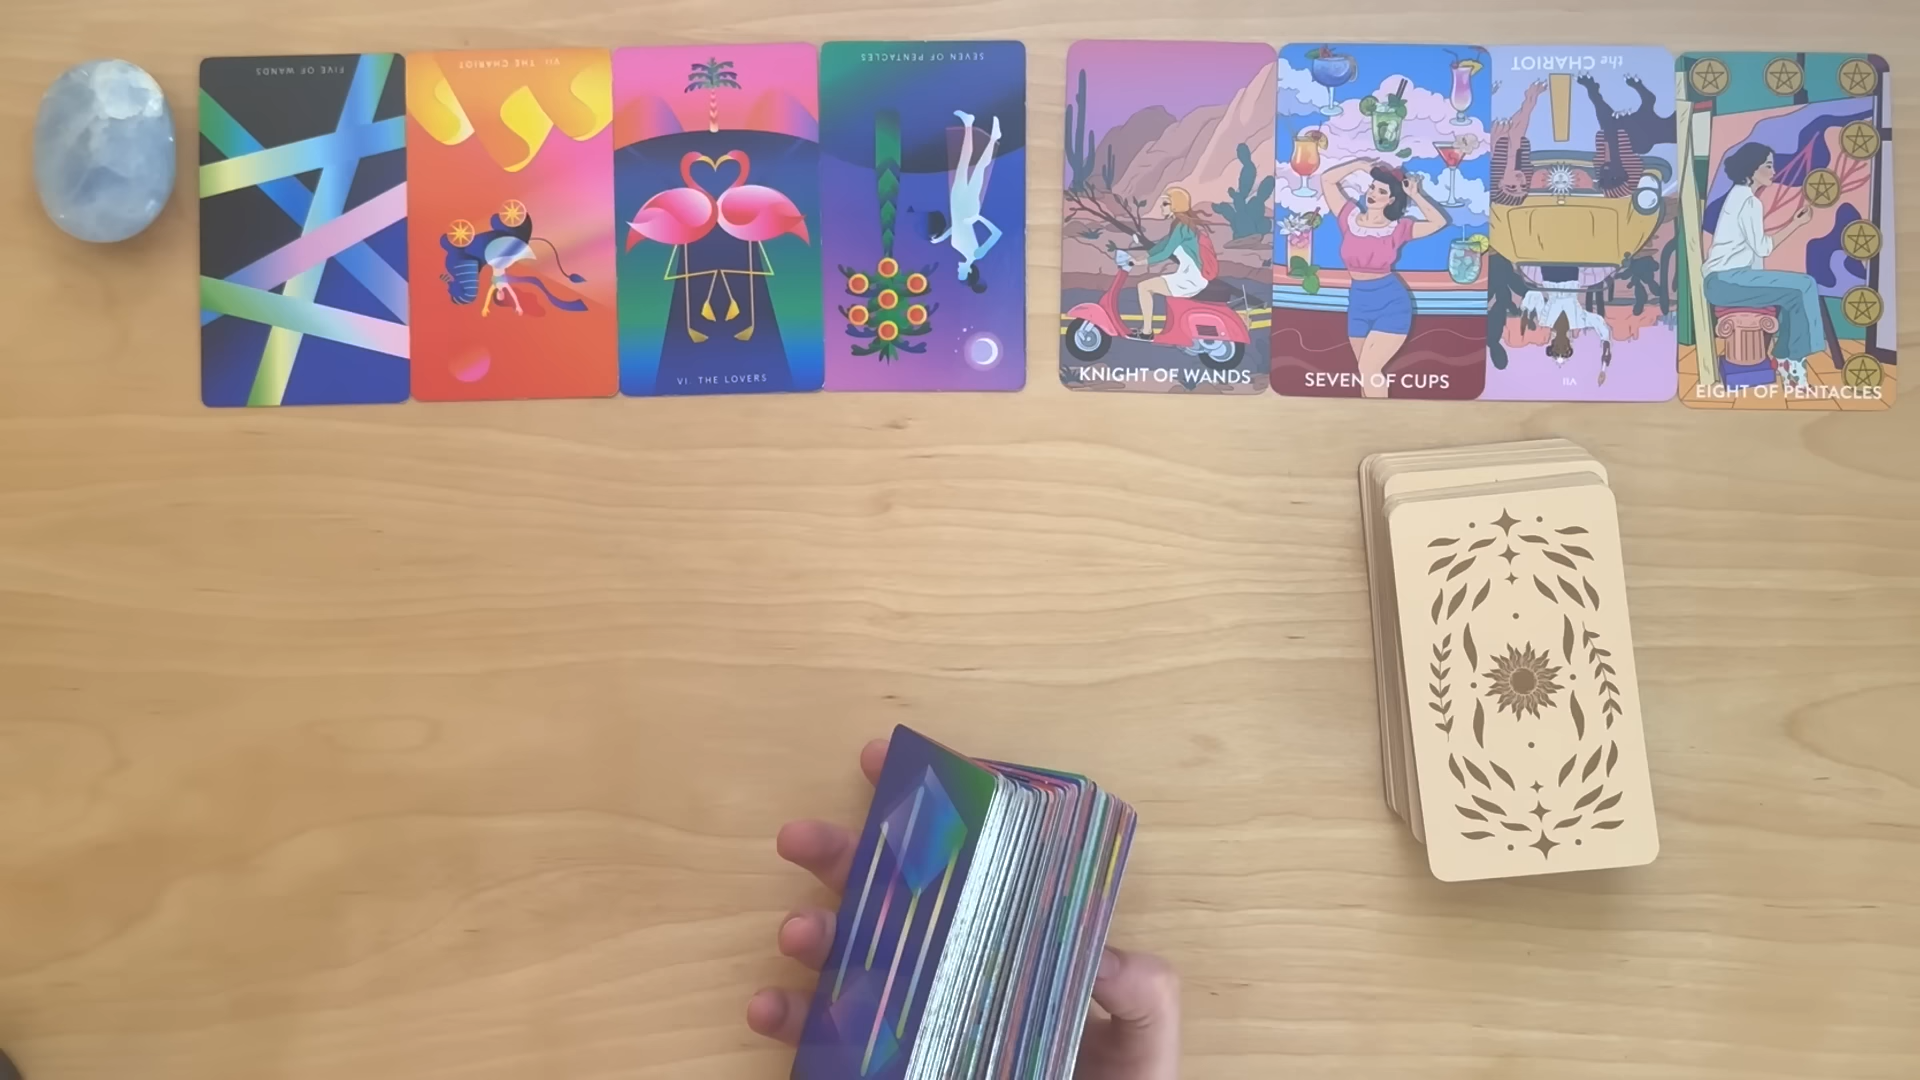 FIVE OF WANDS
VII. THE CHARIOT
VI. THE LOVERS
SEVEN OF PENTACLES
KNIGHT OF WANDS
SEVEN OF CUPS
the CHARIOT
VII
EIGHT OF PENTACLES